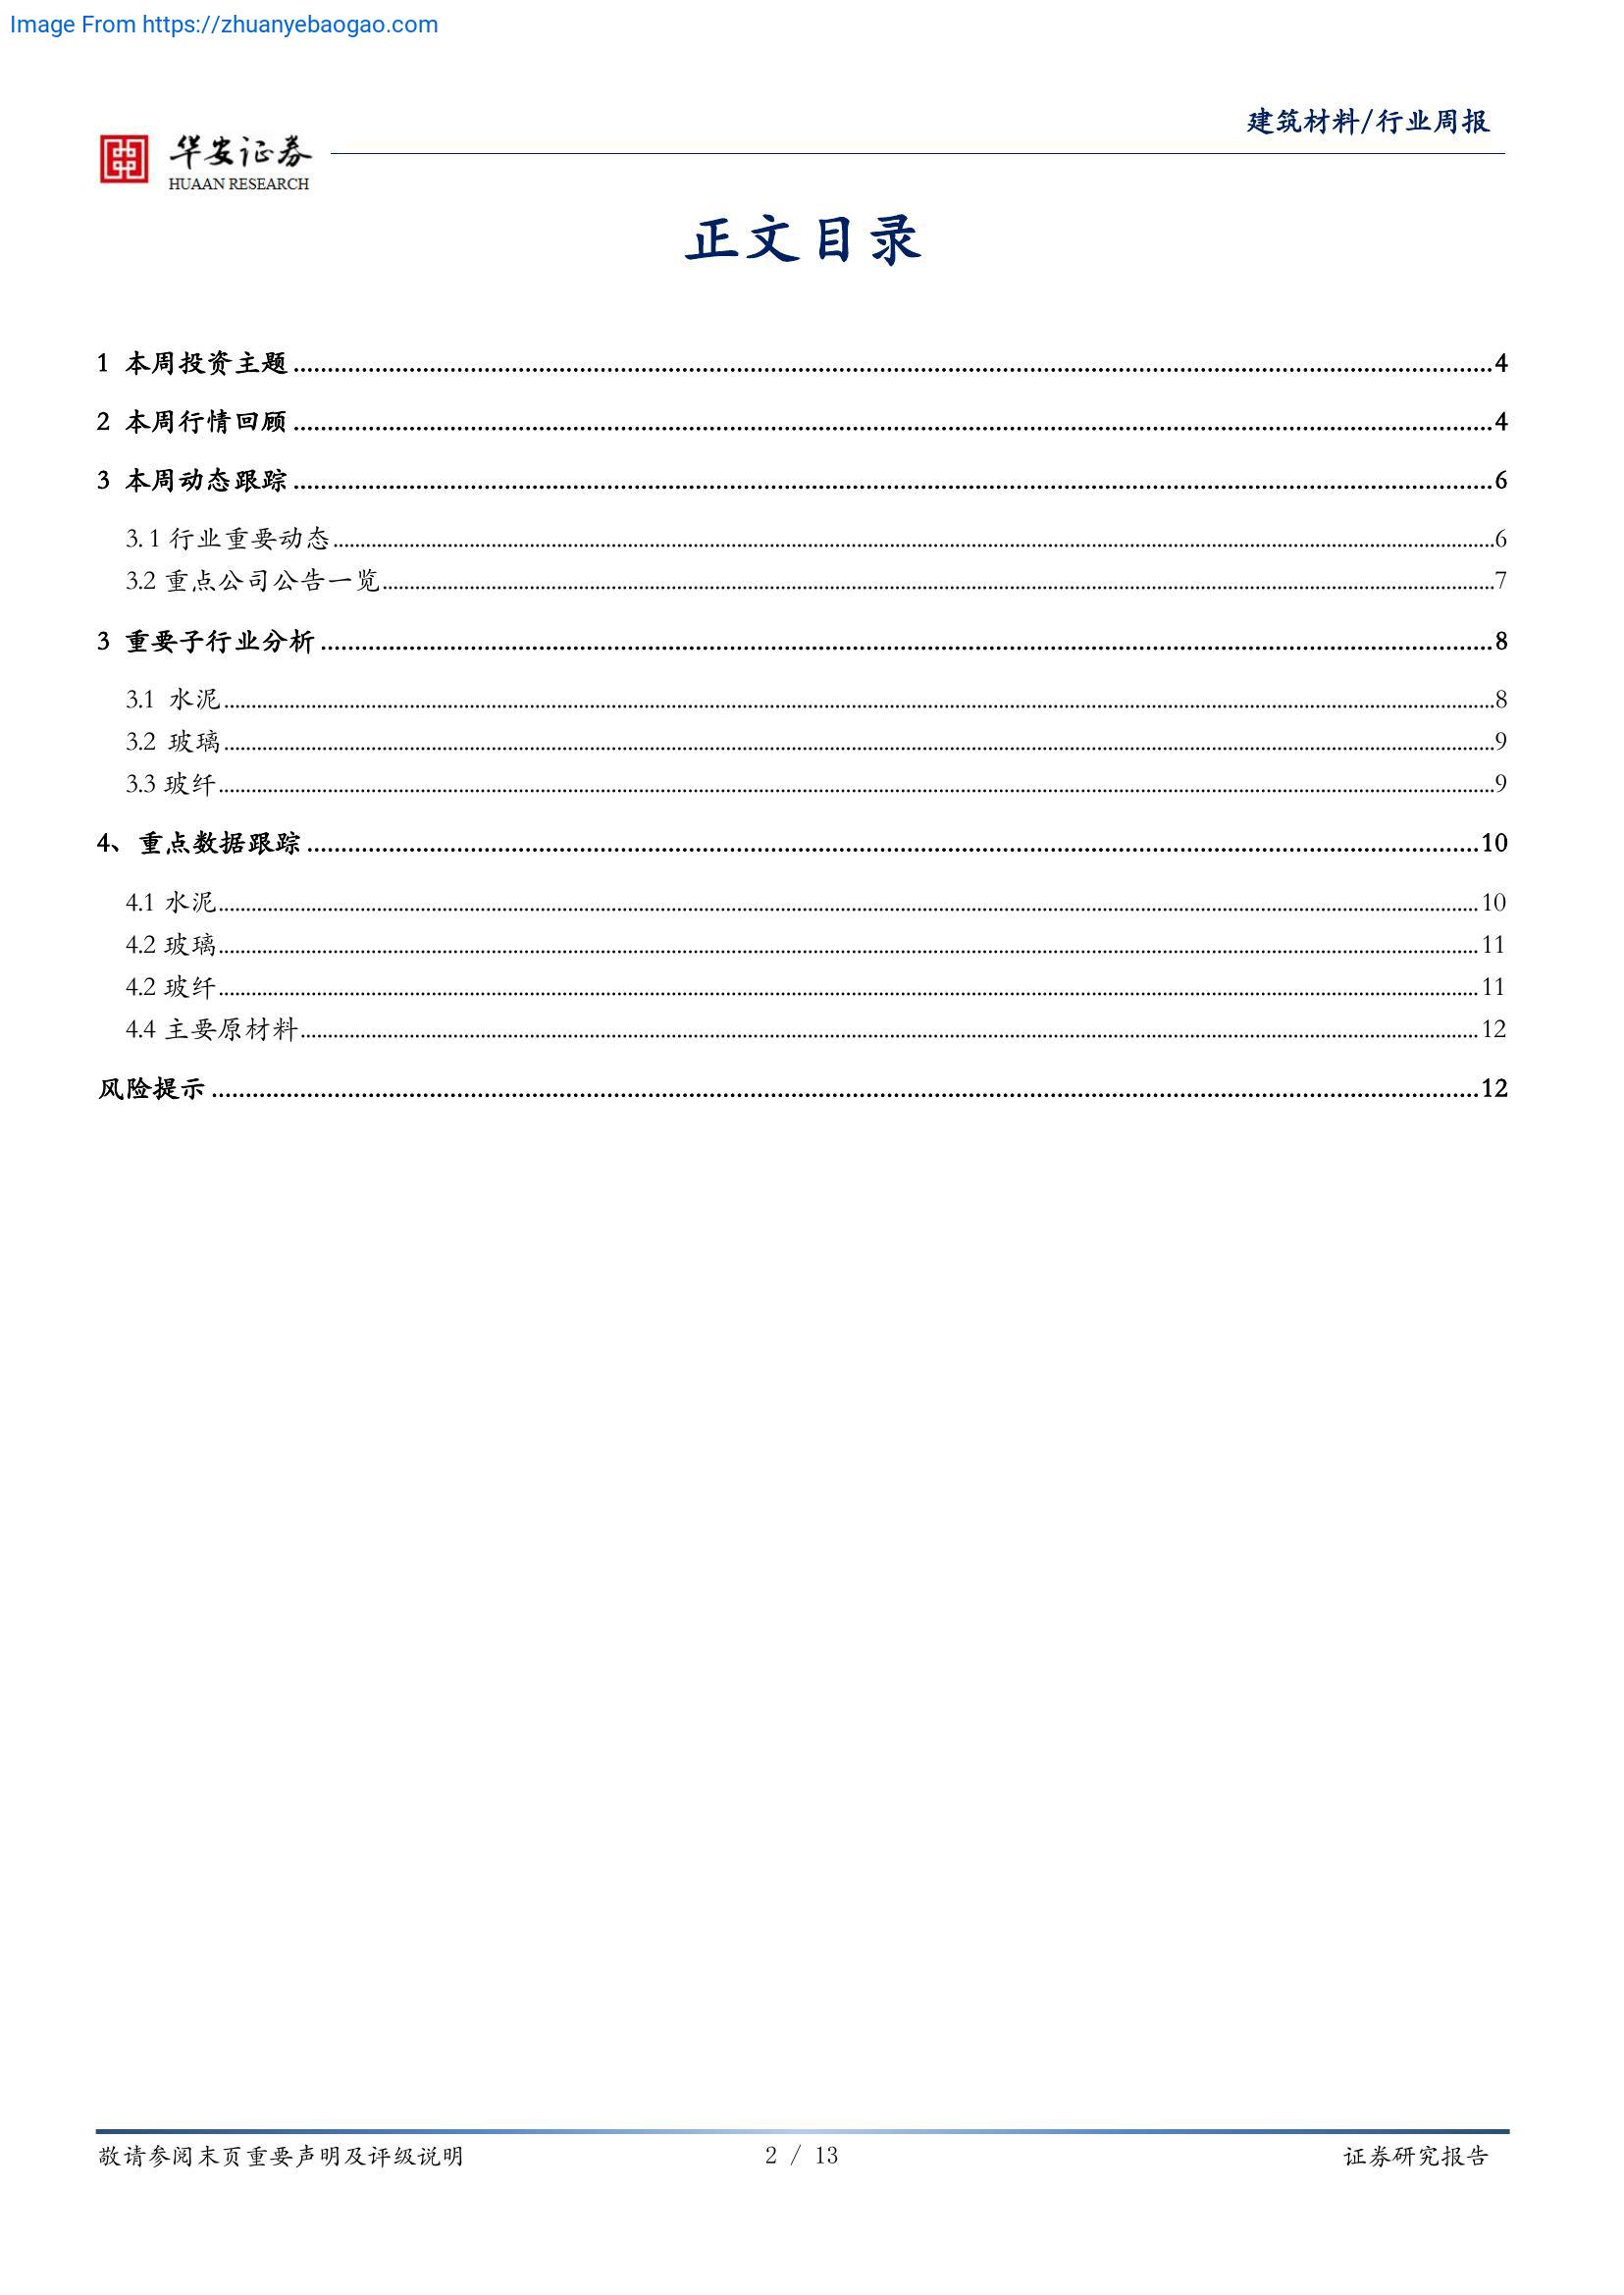 Image From https://zhuanyebaogao.com
建筑材料/行业周报
华安证券
HUAAN RESEARCH
正文目录
1 本周投资主题 4
2 本周行情回顾 4
3 本周动态跟踪 6
3.1 行业重要动态 6
3.2 重点公司公告一览 7
3 重要子行业分析 8
3.1 水泥 8
3.2 玻璃 9
3.3 玻纤 9
4、重点数据跟踪 10
4.1 水泥 10
4.2 玻璃 11
4.2 玻纤 11
4.4 主要原材料 12
风险提示 12
敬请参阅末页重要声明及评级说明 2 / 13 证券研究报告